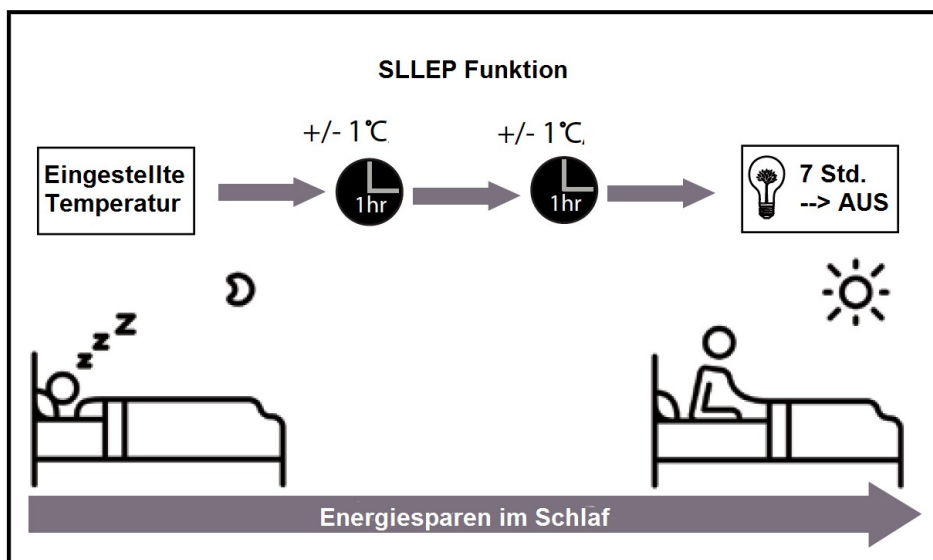 SLLEP Funktion
+/- 1℃,
+/- 1℃,
Eingestellte
Temperatur
1hr
1hr
7 Std.
--> AUS
z z Z
Energiesparen im Schlaf